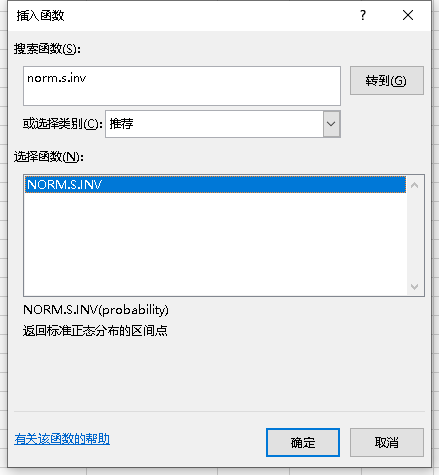 插入函数
?
搜索函数(S):
norm.s.inv
转到(G)
或选择类别(C):
推荐
选择函数(N):
NORM.S.INV
NORM.S.INV(probability)
返回标准正态分布的区间点
有关该函数的帮助
确定
取消